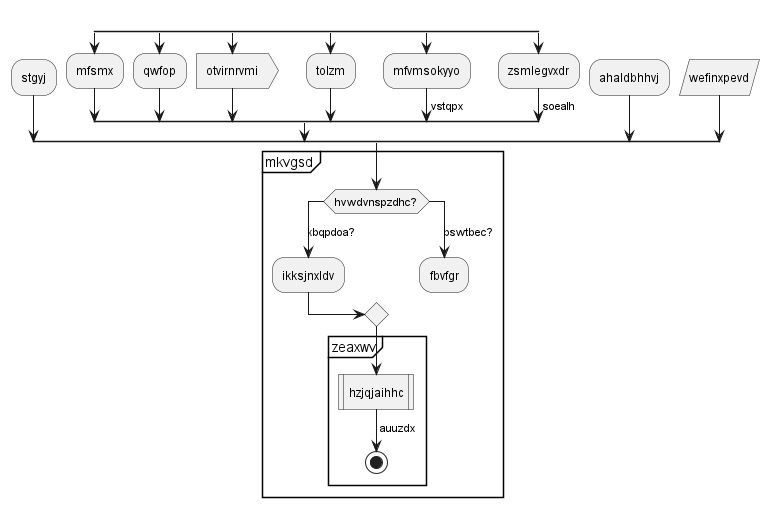 stgyj
mfsmx
qwfop
otvirnrvmi
tolzm
mfvmsokyyo
zsmlegvxdr
ahaldbhhvj
wefinxpevd
vstqpx
soealh
mkvgsd
hvwdvnspzdhc?
kbqpdoa?
bswtbec?
ikksjnxldv
fbvfgr
zeaxwv
hzjqjaihhc
auuzdx